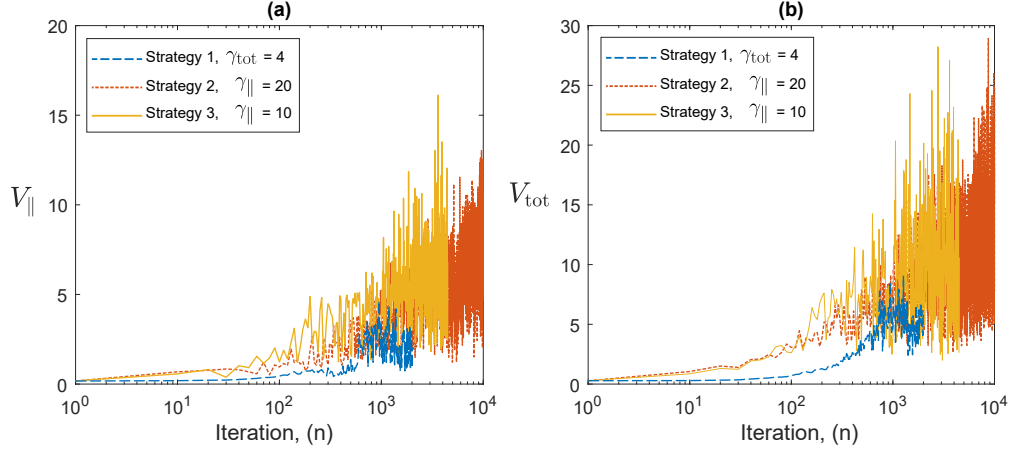 (a)
20
15
10
5
0
V∥
Strategy 1, γtot = 4
Strategy 2, γ∥ = 20
Strategy 3, γ∥ = 10
10^0 10^1 10^2 10^3 10^4
Iteration, (n)
(b)
30
25
20
15
10
5
0
Vtot
Strategy 1, γtot = 4
Strategy 2, γ∥ = 20
Strategy 3, γ∥ = 10
10^0 10^1 10^2 10^3 10^4
Iteration, (n)